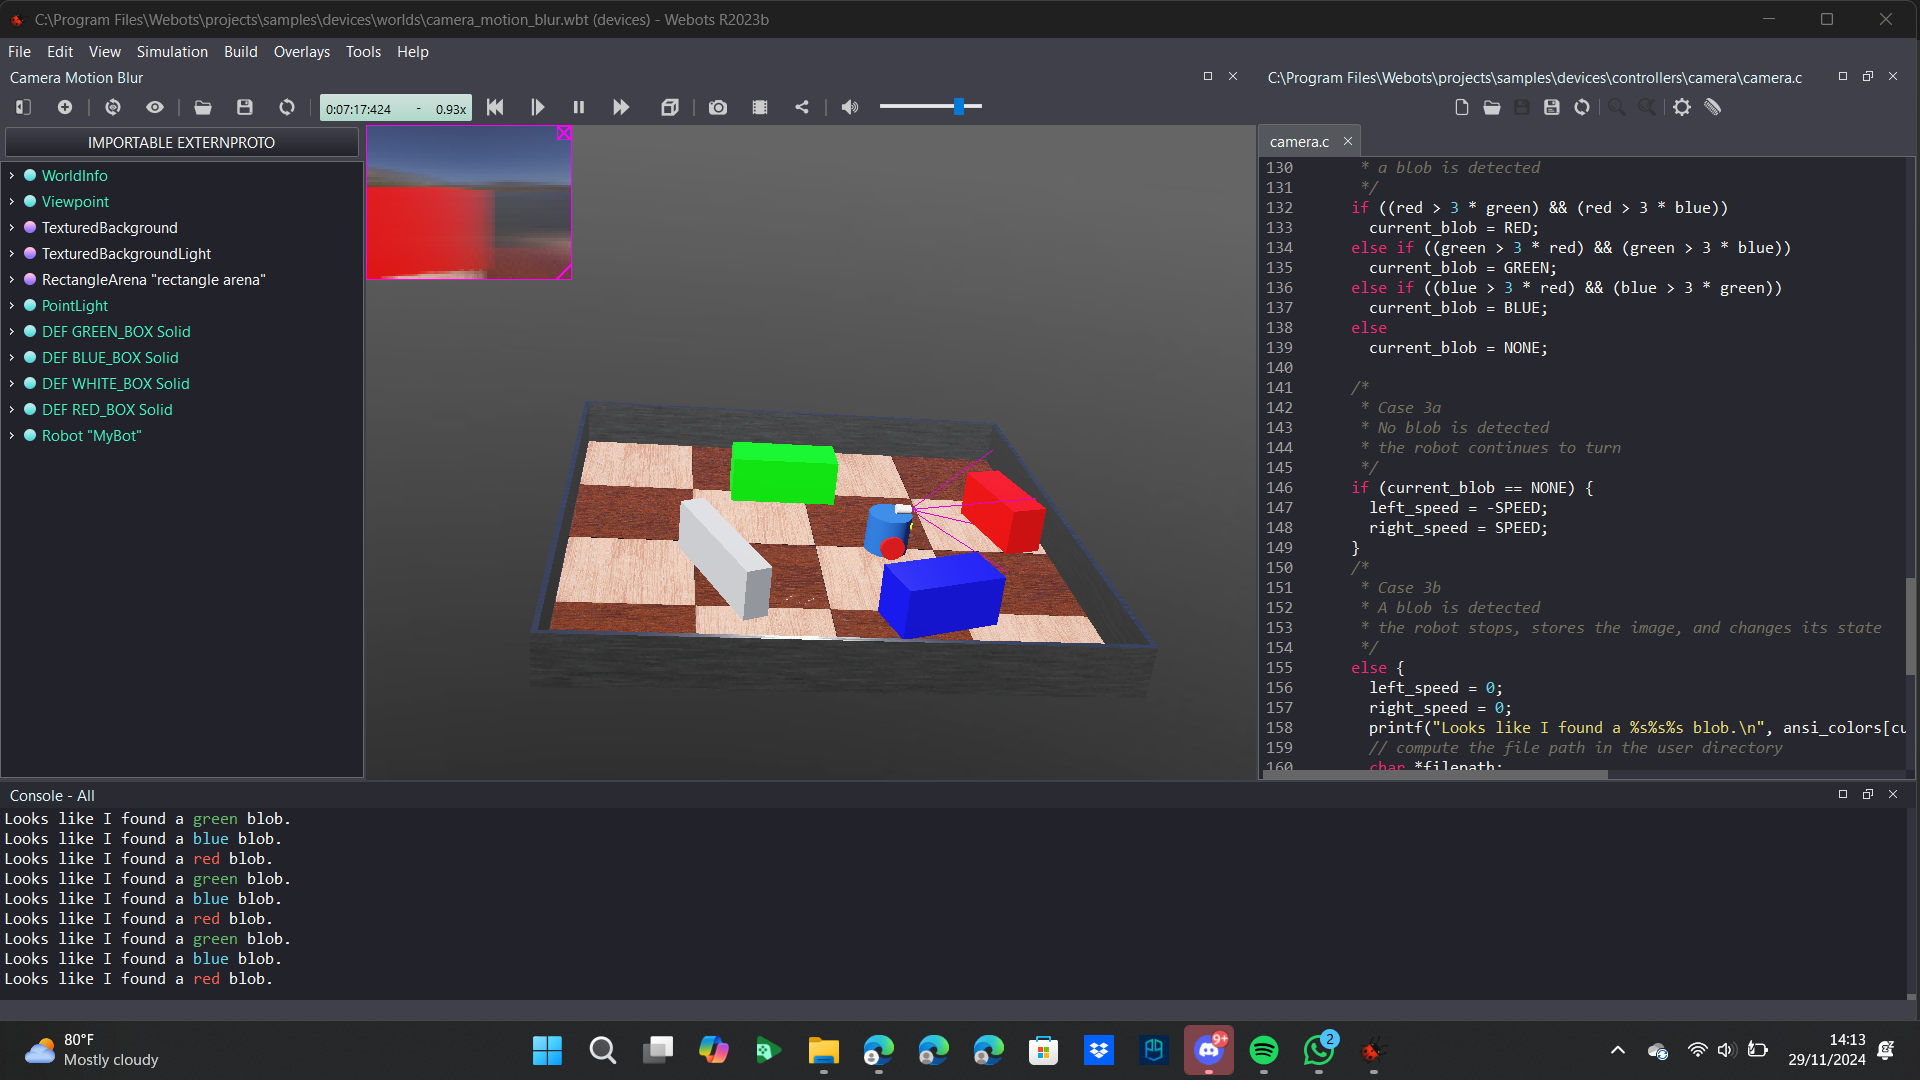 C:\Program Files\Webots\projects\samples\devices\worlds\camera_motion_blur.wbt (devices) - Webots R2023b
File Edit View Simulation Build Overlays Tools Help
Camera Motion Blur
0:07:17:424 - 0.93x
IMPORTABLE EXTERNPROTO
WorldInfo
Viewpoint
TexturedBackground
TexturedBackgroundLight
RectangleArena "rectangle arena"
PointLight
DEF GREEN_BOX Solid
DEF BLUE_BOX Solid
DEF WHITE_BOX Solid
DEF RED_BOX Solid
Robot "MyBot"
C:\Program Files\Webots\projects\samples\devices\controllers\camera\camera.c
camera.c
130 * a blob is detected
131 */
132 if ((red > 3 * green) && (red > 3 * blue))
133 current_blob = RED;
134 else if ((green > 3 * red) && (green > 3 * blue))
135 current_blob = GREEN;
136 else if ((blue > 3 * red) && (blue > 3 * green))
137 current_blob = BLUE;
138 else
139 current_blob = NONE;
140
141 /*
142 * Case 3a
143 * No blob is detected
144 * the robot continues to turn
145 */
146 if (current_blob == NONE) {
147 left_speed = -SPEED;
148 right_speed = SPEED;
149 }
150 /*
151 * Case 3b
152 * A blob is detected
153 * the robot stops, stores the image, and changes its state
154 */
155 else {
156 left_speed = 0;
157 right_speed = 0;
158 printf("Looks like I found a %s%s%s blob.\n", ansi_colors[cu
159 // compute the file path in the user directory
160 char *filepath;
Console - All
Looks like I found a green blob.
Looks like I found a blue blob.
Looks like I found a red blob.
Looks like I found a green blob.
Looks like I found a blue blob.
Looks like I found a red blob.
Looks like I found a green blob.
Looks like I found a blue blob.
Looks like I found a red blob.
80°F
Mostly cloudy
9+
2
14:13
29/11/2024